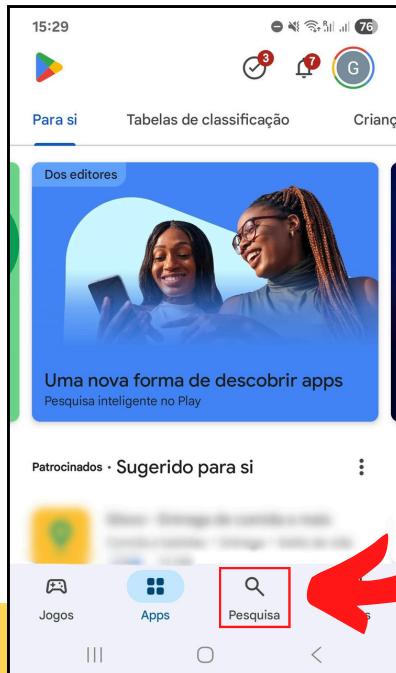 15:29
76
3
7
G
Para si Tabelas de classificação Crianç
Dos editores
Uma nova forma de descobrir apps
Pesquisa inteligente no Play
Patrocinados · Sugerido para si
Jogos Apps Pesquisa s